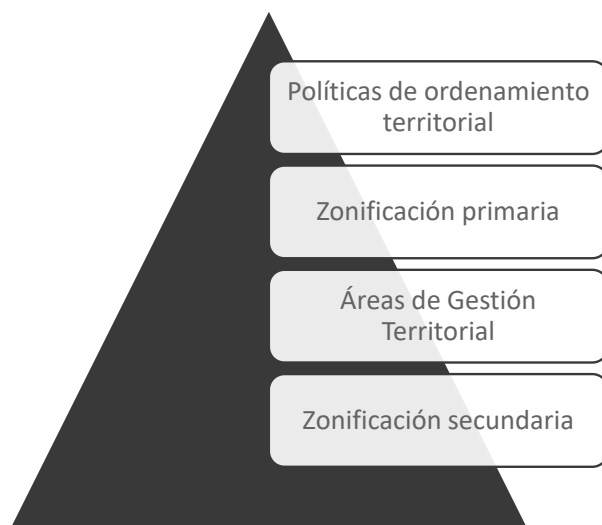 Políticas de ordenamiento
territorial
Zonificación primaria
Áreas de Gestión
Territorial
Zonificación secundaria